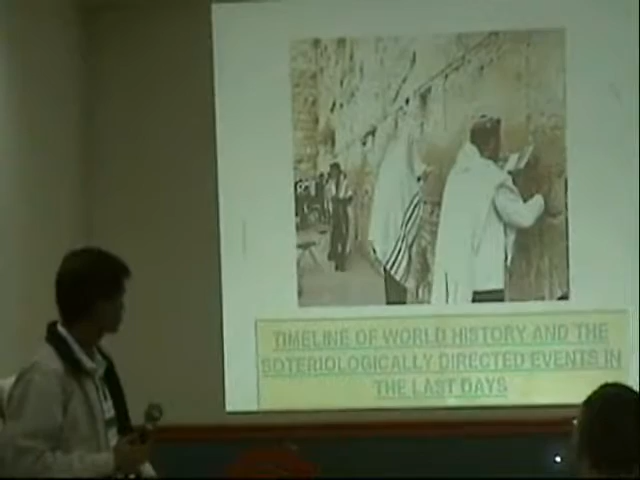 TIMELINE OF WORLD HISTORY AND THE
SOTERIOLOGICALLY DIRECTED EVENTS IN
THE LAST DAYS